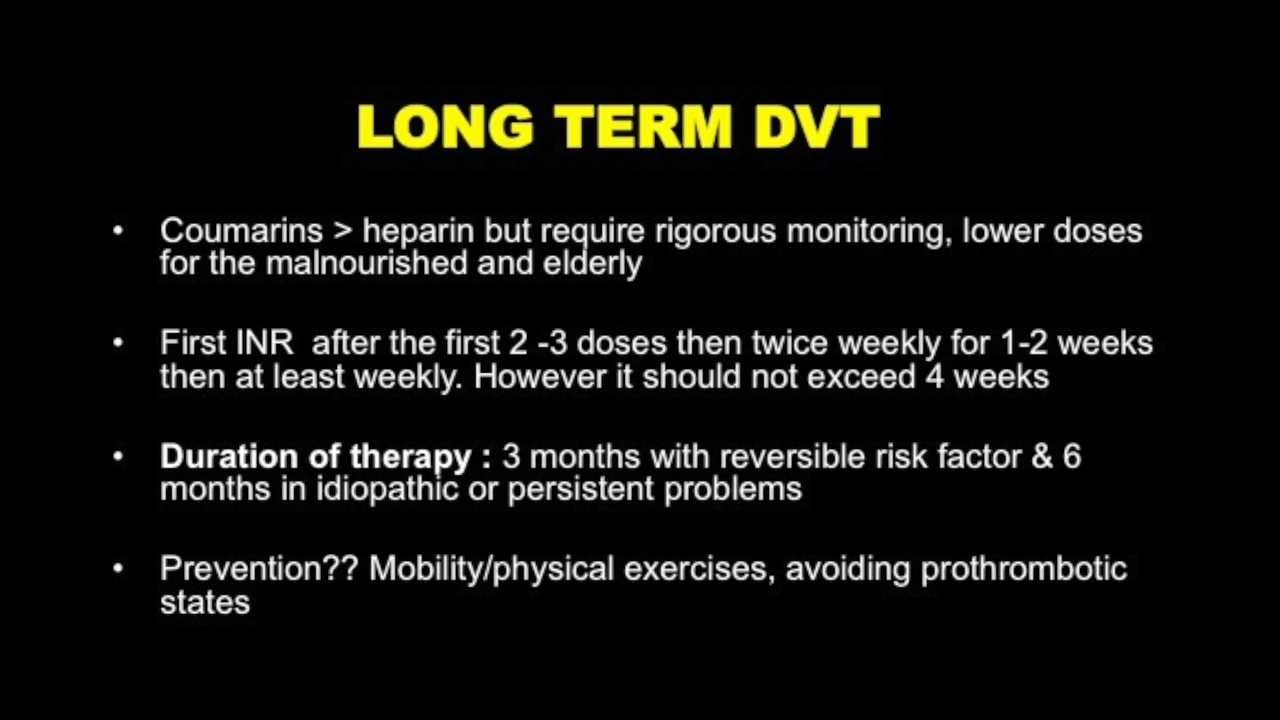 LONG TERM DVT
• Coumarins > heparin but require rigorous monitoring, lower doses
for the malnourished and elderly
• First INR  after the first 2 -3 doses then twice weekly for 1-2 weeks
then at least weekly. However it should not exceed 4 weeks
• Duration of therapy : 3 months with reversible risk factor & 6
months in idiopathic or persistent problems
• Prevention?? Mobility/physical exercises, avoiding prothrombotic
states